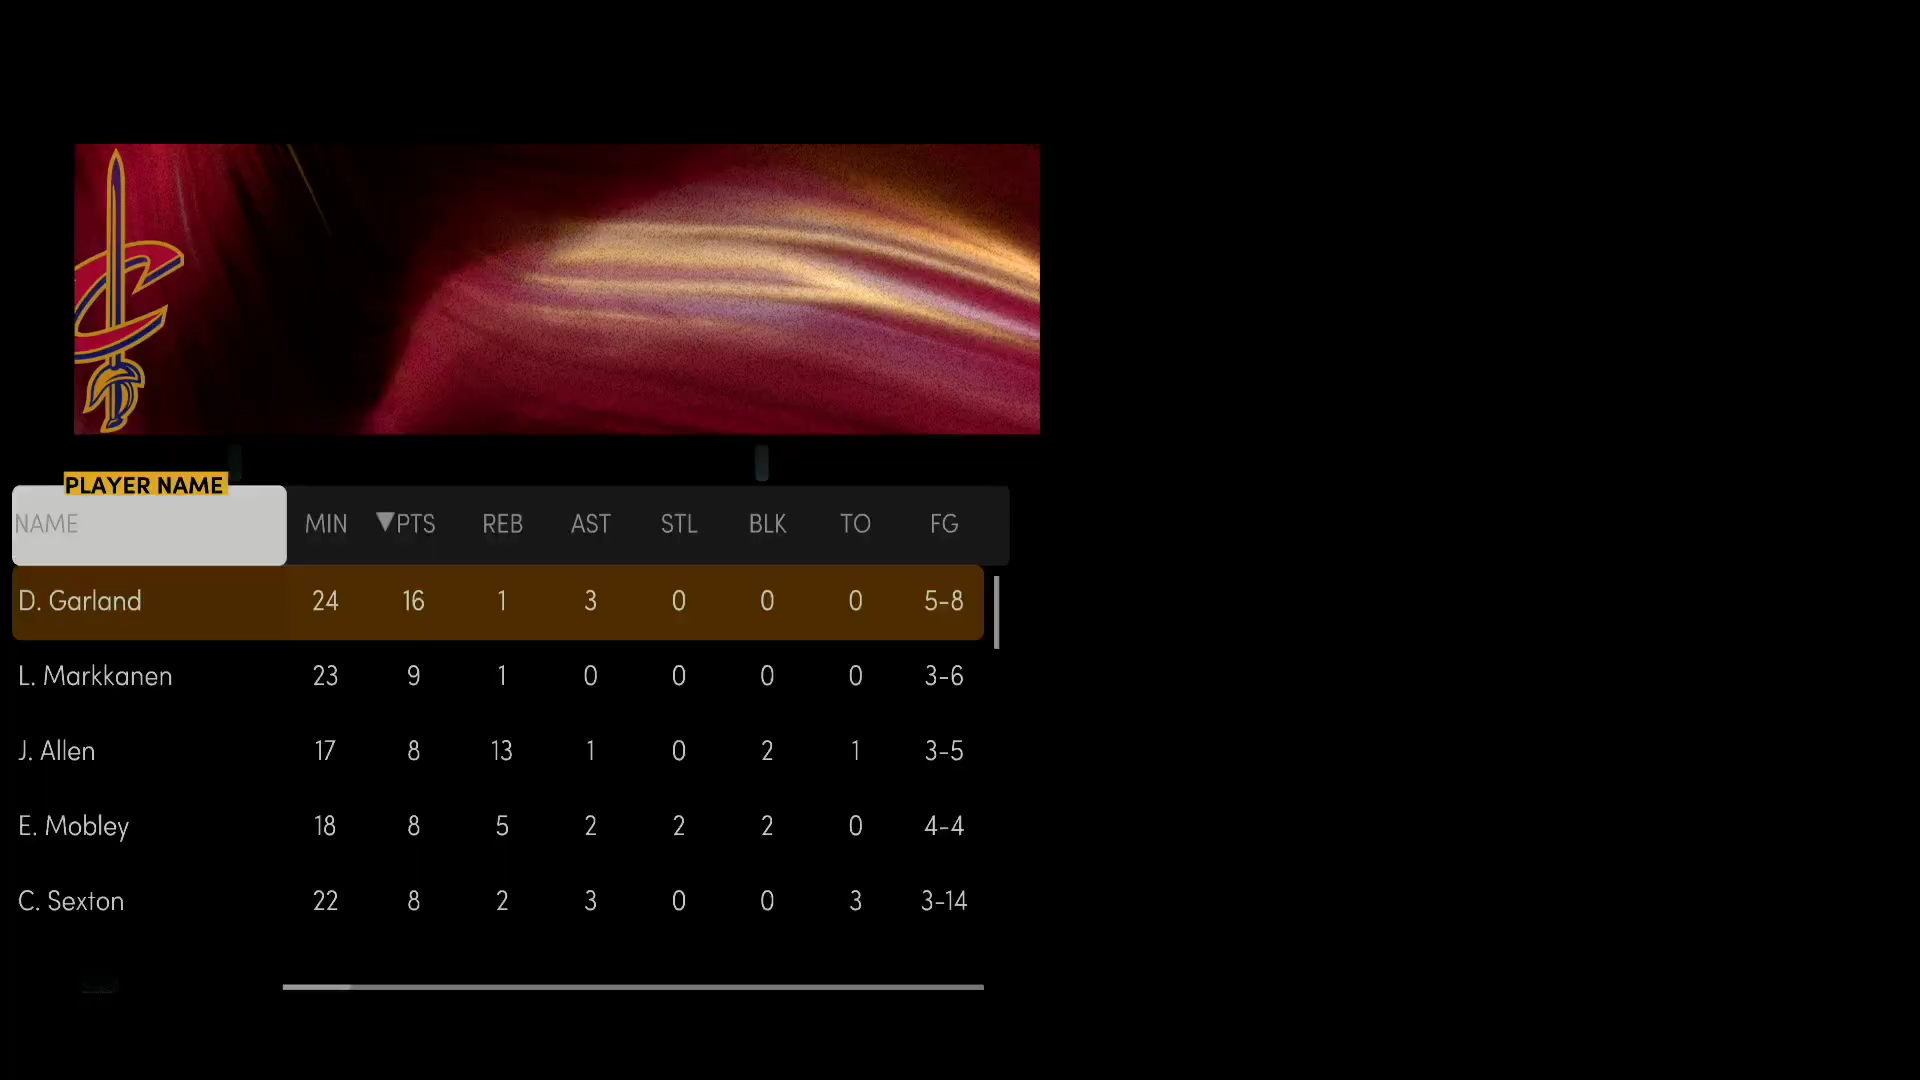 PLAYER NAME
NAME MIN ▼PTS REB AST STL BLK TO FG
D. Garland 24 16 1 3 0 0 0 5-8
L. Markkanen 23 9 1 0 0 0 0 3-6
J. Allen 17 8 13 1 0 2 1 3-5
E. Mobley 18 8 5 2 2 2 0 4-4
C. Sexton 22 8 2 3 0 0 3 3-14